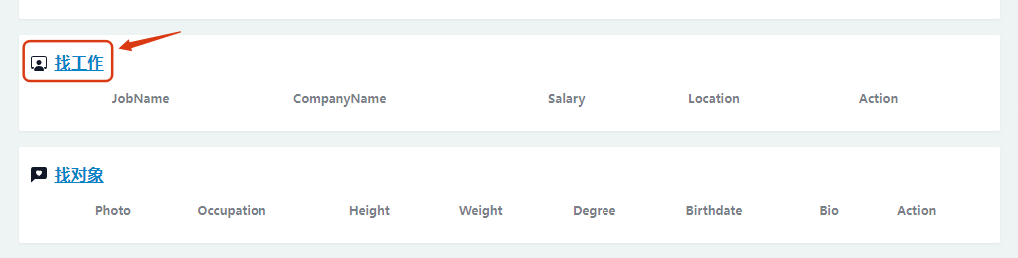 找工作
JobName CompanyName Salary Location Action
找对象
Photo Occupation Height Weight Degree Birthdate Bio Action